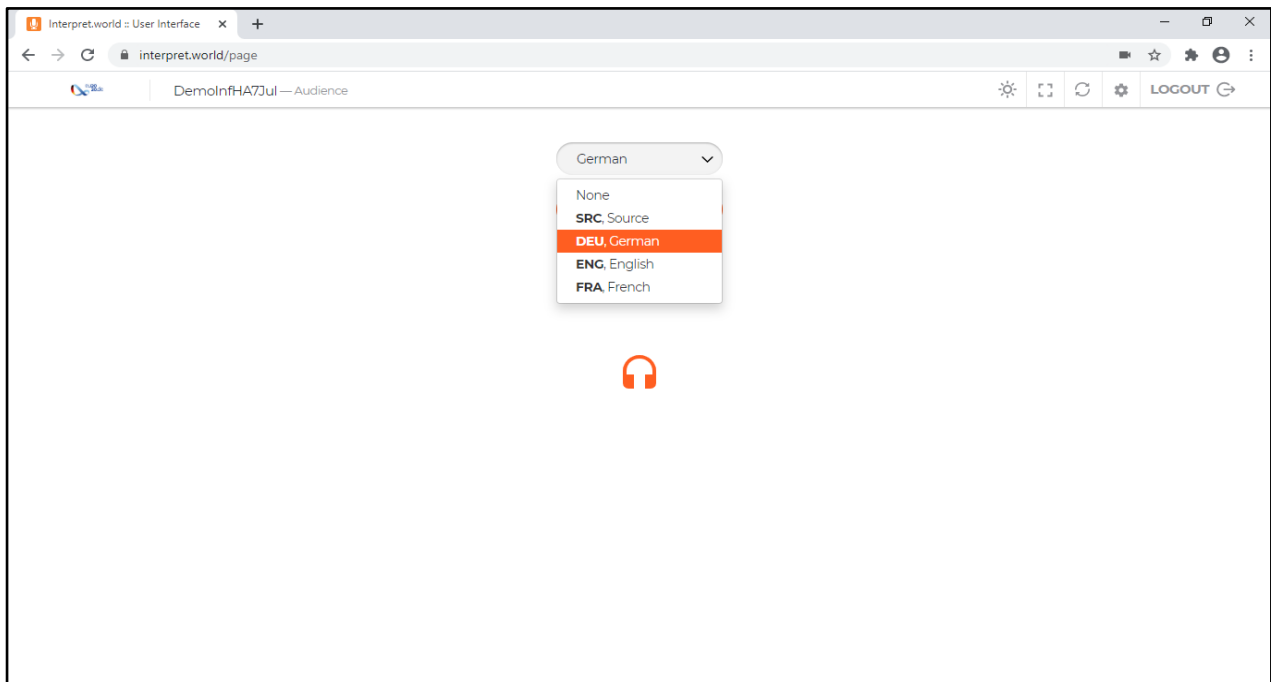 Interpret.world :: User Interface
interpret.world/page
DemoInfHA7Jul — Audience
LOGOUT
German
None
SRC, Source
DEU, German
ENG, English
FRA, French